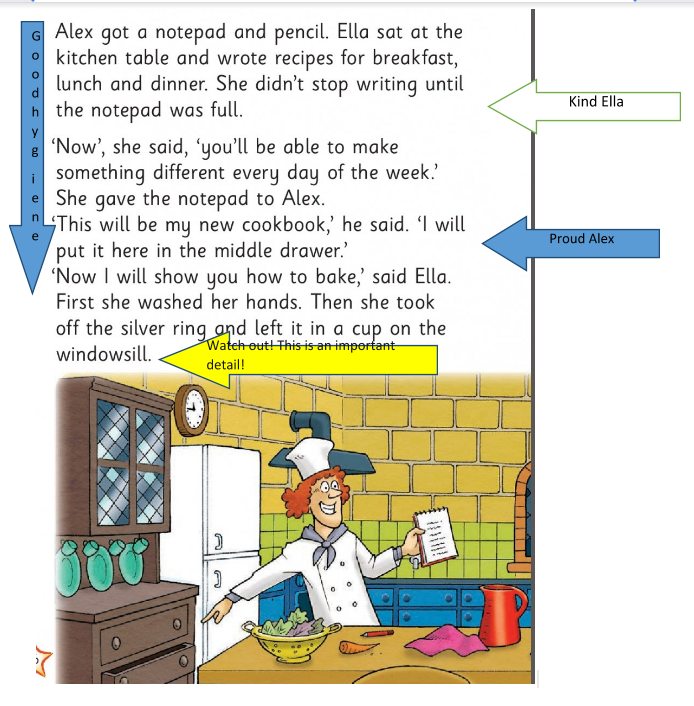 Alex got a notepad and pencil. Ella sat at the
kitchen table and wrote recipes for breakfast,
lunch and dinner. She didn't stop writing until
the notepad was full.
'Now', she said, 'you'll be able to make
something different every day of the week.'
She gave the notepad to Alex.
'This will be my new cookbook,' he said. 'I will
put it here in the middle drawer.'
'Now I will show you how to bake,' said Ella.
First she washed her hands. Then she took
off the silver ring and left it in a cup on the
windowsill.
Good hyg iene
Kind Ella
Proud Alex
Watch out! This is an important
detail!